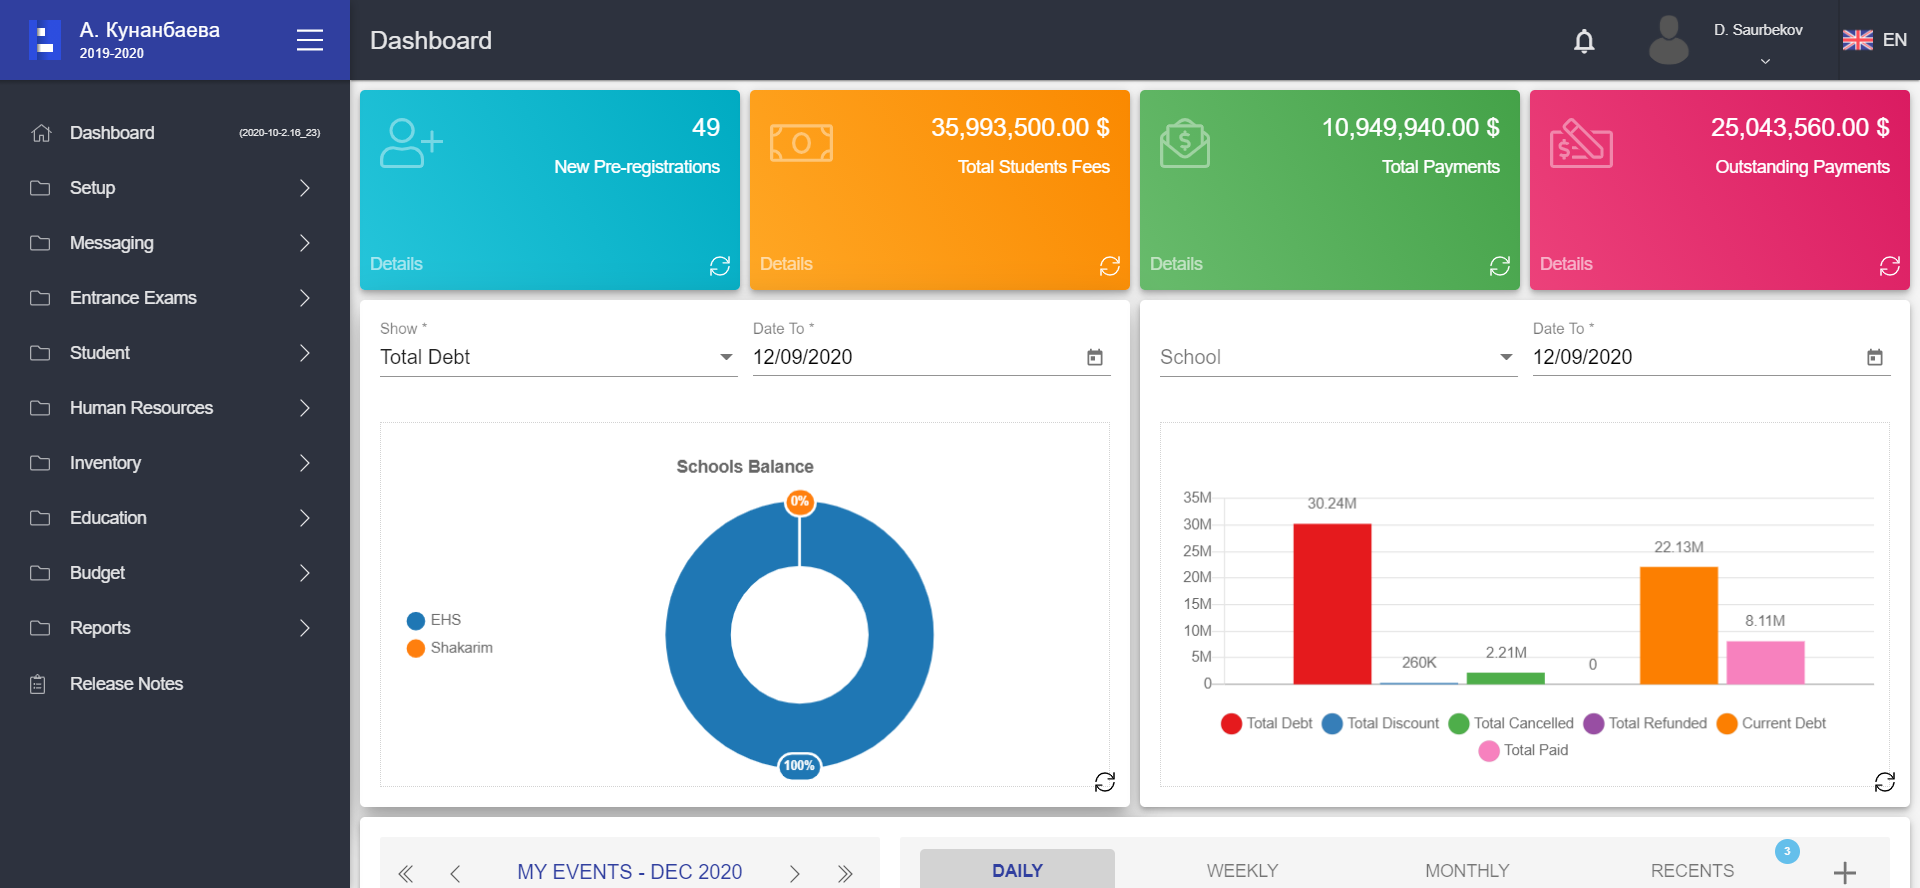 А. Кунанбаева
2019-2020
Dashboard
D. Saurbekov
EN
Dashboard
(2020-10-2.16_23)
Setup
Messaging
Entrance Exams
Student
Human Resources
Inventory
Education
Budget
Reports
Release Notes
49
New Pre-registrations
Details
35,993,500.00 $
Total Students Fees
Details
10,949,940.00 $
Total Payments
Details
25,043,560.00 $
Outstanding Payments
Details
Show *
Total Debt
Date To *
12/09/2020
Schools Balance
0%
EHS
Shakarim
100%
School
Date To *
12/09/2020
35M
30M
25M
20M
15M
10M
5M
0
30.24M
260K
2.21M
0
22.13M
8.11M
Total Debt Total Discount Total Cancelled Total Refunded Current Debt
Total Paid
MY EVENTS - DEC 2020
DAILY WEEKLY MONTHLY RECENTS 3